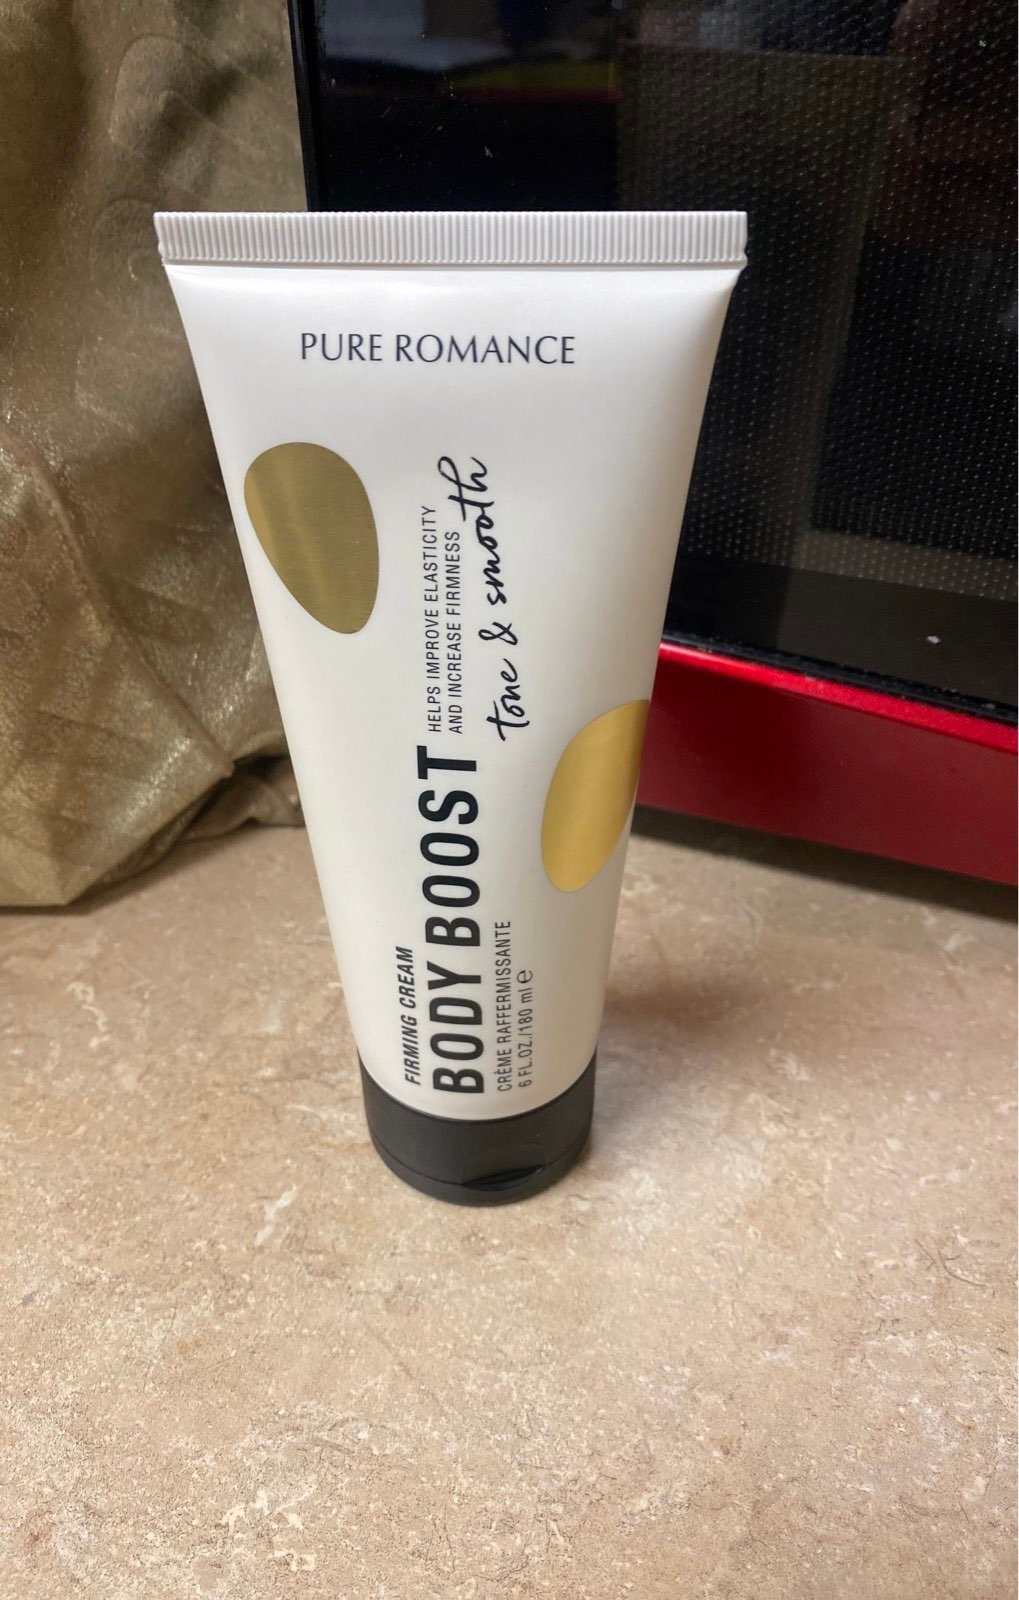 PURE ROMANCE
FIRMING CREAM
BODY BOOST
HELPS IMPROVE ELASTICITY
AND INCREASE FIRMNESS
tone & smooth
CRÈME RAFFERMISSANTE
6 FL.OZ./180 ml ℮